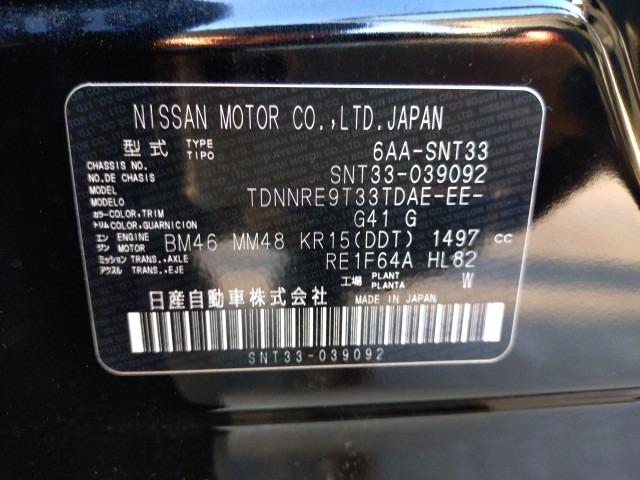 NISSAN MOTOR CO.,LTD.JAPAN
型式 TYPE TIPO 6AA-SNT33
CHASSIS NO.
NO.DE CHASIS SNT33-039092
MODEL
MODELO TDNNRE9T33TDAE-EE-
カラー COLOR,TRIM
トリム COLOR,GUARNICION G41 G
エン ENGINE
ジン MOTOR BM46 MM48 KR15(DDT) 1497 cc
ミッション TRANS.,AXLE
アクスル TRANS.,EJE RE1F64A HL82
工場 PLANT PLANTA W
日産自動車株式会社 MADE IN JAPAN
SNT33-039092